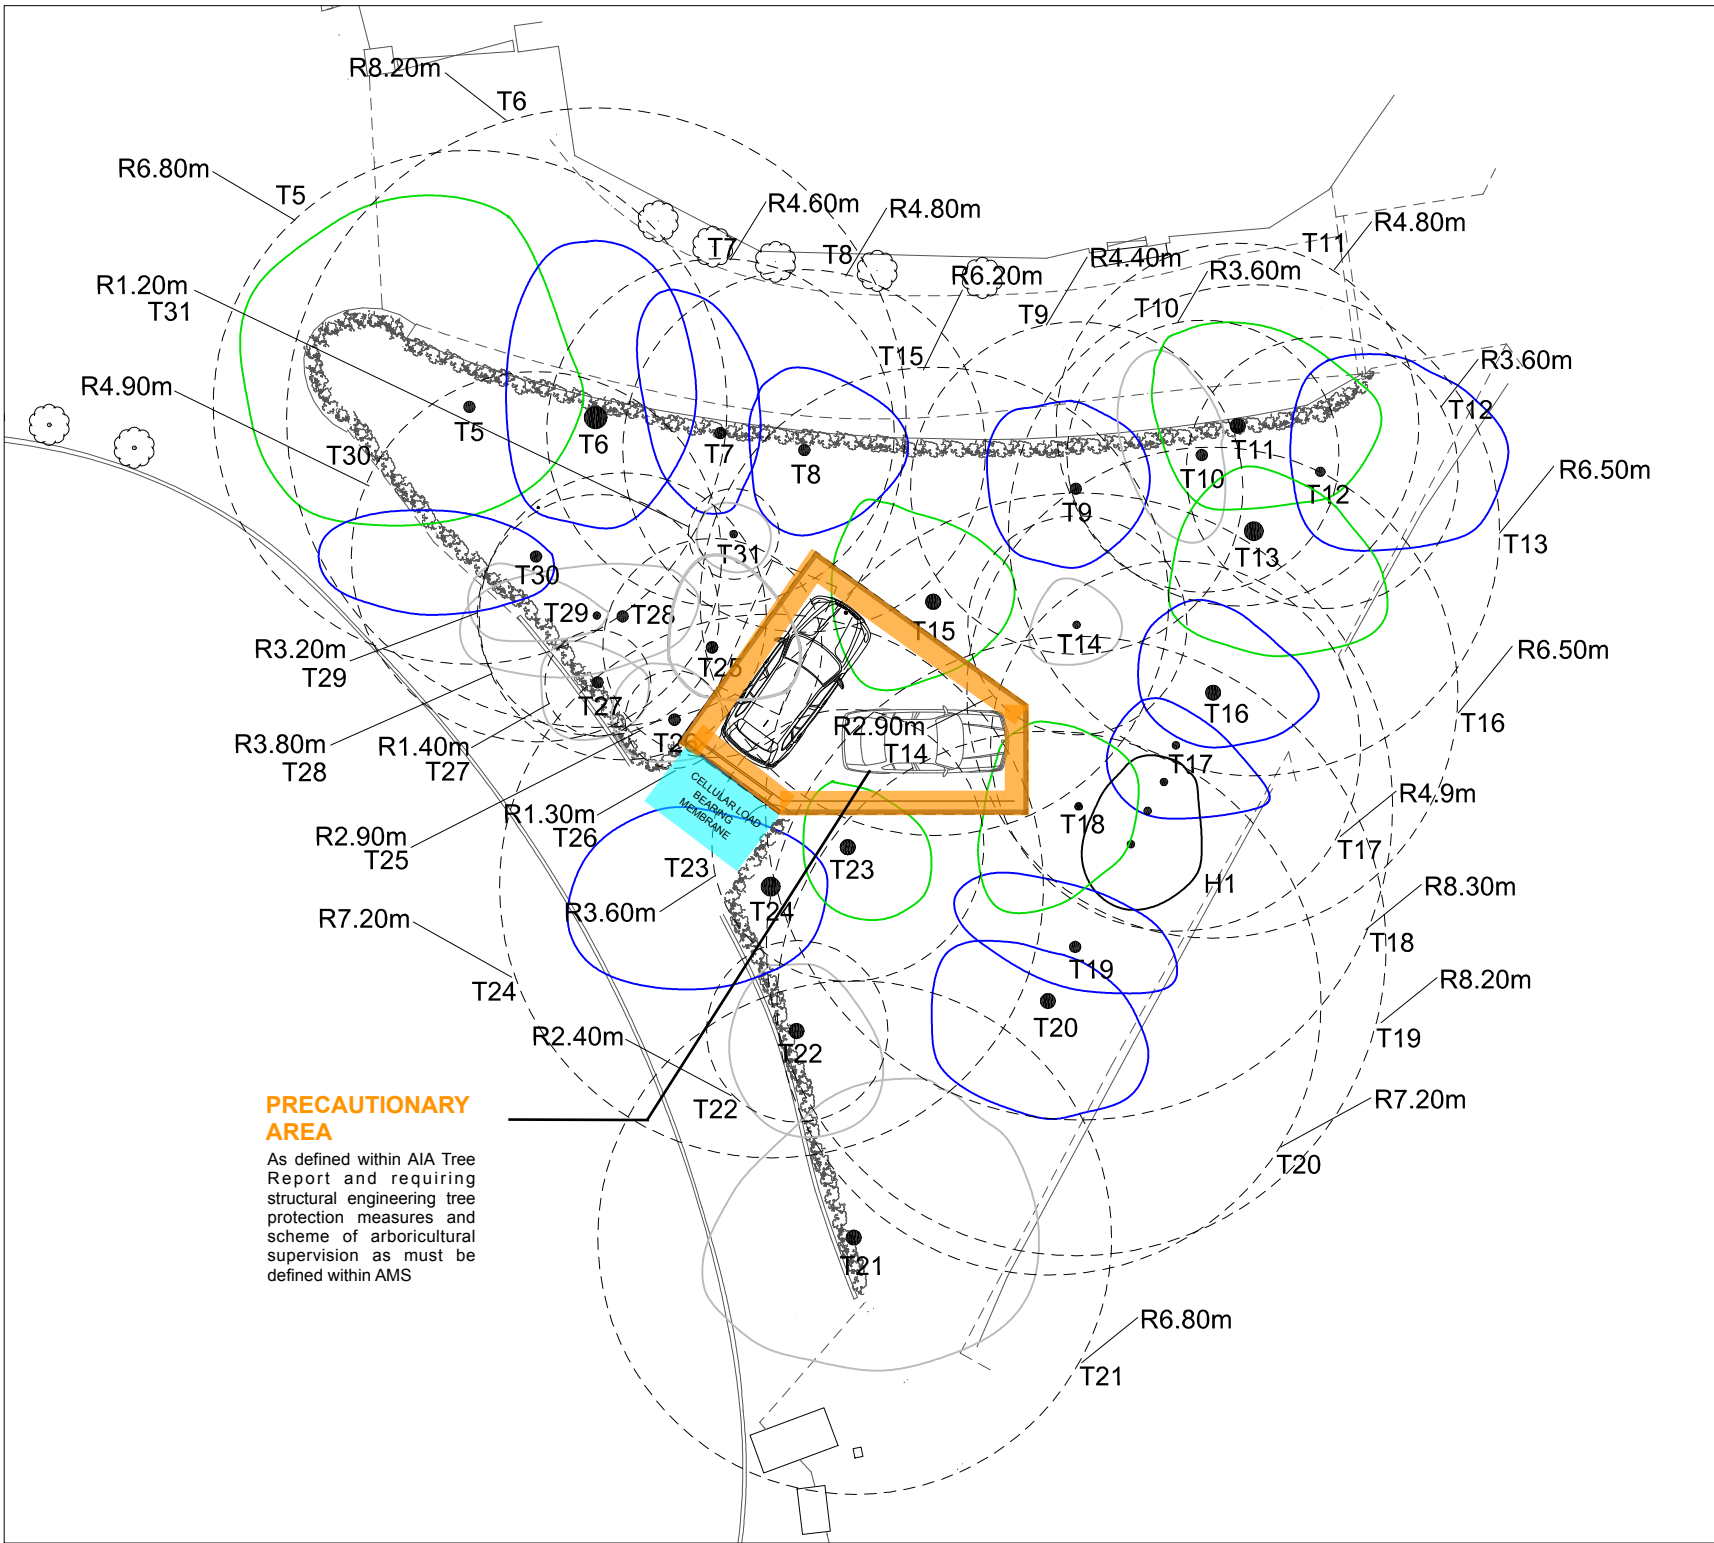 R8.20m
T6
R6.80m
T5
R4.60m
T7
R4.80m
T8
R4.80m
T11
R4.40m
T9
R3.60m
T10
R6.20m
T15
R1.20m
T31
R4.90m
T30
R3.60m
T12
T5
T6
T7
T8
T9
T10
T11
T12
R6.50m
T13
T13
T31
T30
T29
T28
T15
T14
R3.20m
T29
T25
R6.50m
T16
T27
T16
T26
R2.90m
T14
R3.80m
T28
R1.40m
T27
T17
CELLULAR LOAD
BEARING
MEMBRANE
R1.30m
T26
R2.90m
T25
T18
R4.9m
T17
T23
T23
R3.60m
T24
H1
R8.30m
T18
R7.20m
T24
T19
R8.20m
T19
T20
R2.40m
T22
T22
R7.20m
T20
PRECAUTIONARY
AREA
As defined within AIA Tree
Report and requiring
structural engineering tree
protection measures and
scheme of arboricultural
supervision as must be
defined within AMS
T21
R6.80m
T21